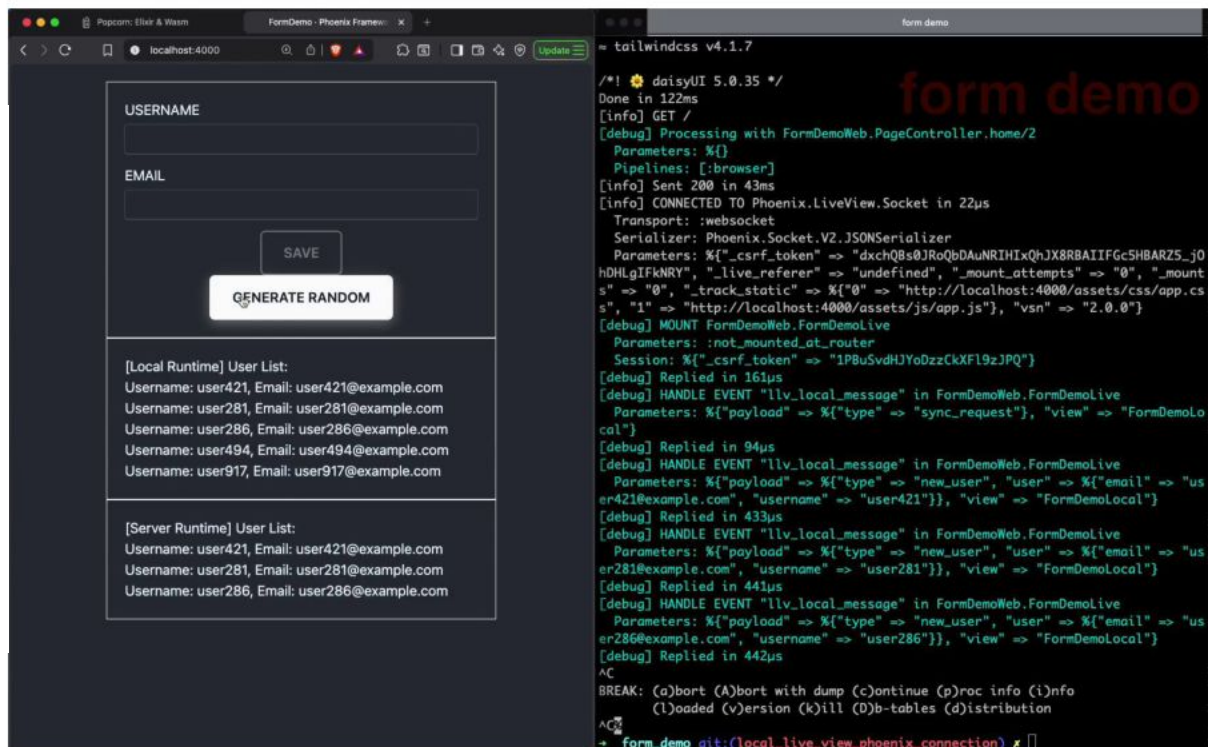 Popcorn: Elixir & Wasm
FormDemo - Phoenix Framew
localhost:4000
Update
USERNAME
EMAIL
SAVE
GENERATE RANDOM
[Local Runtime] User List:
Username: user421, Email: user421@example.com
Username: user281, Email: user281@example.com
Username: user286, Email: user286@example.com
Username: user494, Email: user494@example.com
Username: user917, Email: user917@example.com
[Server Runtime] User List:
Username: user421, Email: user421@example.com
Username: user281, Email: user281@example.com
Username: user286, Email: user286@example.com
form demo
≈ tailwindcss v4.1.7
form demo
/*! 🌼 daisyUI 5.0.35 */
Done in 122ms
[info] GET /
[debug] Processing with FormDemoWeb.PageController.home/2
Parameters: %{}
Pipelines: [:browser]
[info] Sent 200 in 43ms
[info] CONNECTED TO Phoenix.LiveView.Socket in 22µs
Transport: :websocket
Serializer: Phoenix.Socket.V2.JSONSerializer
Parameters: %{"_csrf_token" => "dxchQBs0JRoQbDAuNRIHIxQhJX8RBAIIFGc5HBARZ5_jO
hDHLgIFkNRY", "_live_referer" => "undefined", "_mount_attempts" => "0", "_mount
s" => "0", "_track_static" => %{"0" => "http://localhost:4000/assets/css/app.cs
s", "1" => "http://localhost:4000/assets/js/app.js"}, "vsn" => "2.0.0"}
[debug] MOUNT FormDemoWeb.FormDemoLive
Parameters: :not_mounted_at_router
Session: %{"_csrf_token" => "1PBuSvdHJYoDzzCkXFl9zJPQ"}
[debug] Replied in 161µs
[debug] HANDLE EVENT "llv_local_message" in FormDemoWeb.FormDemoLive
Parameters: %{"payload" => %{"type" => "sync_request"}, "view" => "FormDemoLo
cal"}
[debug] Replied in 94µs
[debug] HANDLE EVENT "llv_local_message" in FormDemoWeb.FormDemoLive
Parameters: %{"payload" => %{"type" => "new_user", "user" => %{"email" => "us
er421@example.com", "username" => "user421"}}, "view" => "FormDemoLocal"}
[debug] Replied in 433µs
[debug] HANDLE EVENT "llv_local_message" in FormDemoWeb.FormDemoLive
Parameters: %{"payload" => %{"type" => "new_user", "user" => %{"email" => "us
er281@example.com", "username" => "user281"}}, "view" => "FormDemoLocal"}
[debug] Replied in 441µs
[debug] HANDLE EVENT "llv_local_message" in FormDemoWeb.FormDemoLive
Parameters: %{"payload" => %{"type" => "new_user", "user" => %{"email" => "us
er286@example.com", "username" => "user286"}}, "view" => "FormDemoLocal"}
[debug] Replied in 442µs
^C
BREAK: (a)bort (A)bort with dump (c)ontinue (p)roc info (i)nfo
(l)oaded (v)ersion (k)ill (D)b-tables (d)istribution
^C%
→ form_demo git:(local_live_view_phoenix_connection) ✗